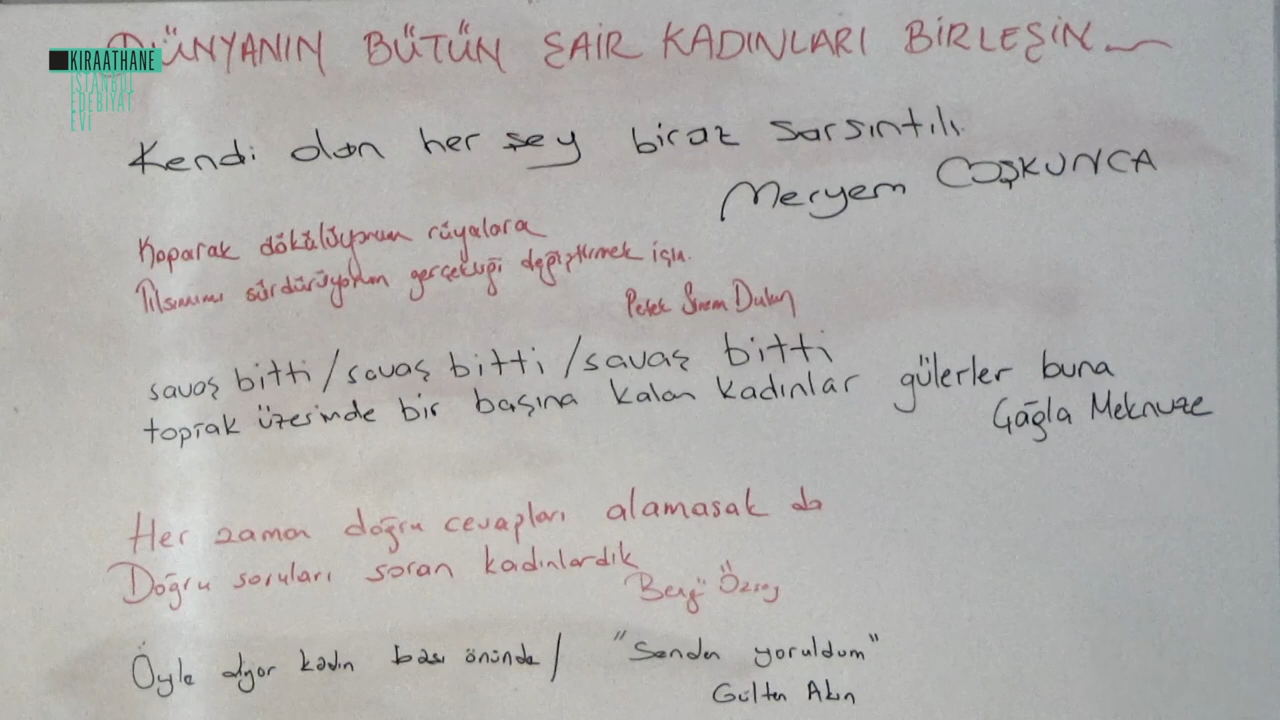 DÜNYANIN BÜTÜN ŞAİR KADINLARI BİRLEŞİN
KIRAATHANE
İSTANBUL
EDEBİYAT
EVİ
Kendi olan her şey biraz sarsıntılı.
Meryem COŞKUNCA
Koparak dökülüyorum rüyalara
Tılsımımı sürdürüyorum gerçekliği değiştirmek için.
Petek Sinem Dulun
savaş bitti / savaş bitti / savaş bitti
toprak üzerinde bir başına kalan kadınlar gülerler buna
Çağla Meknuze
Her zaman doğru cevapları alamasak da
Doğru soruları soran kadınlardık
Özsoy
Öyle diyor kadın başı önünde /
"Senden yoruldum"
Gülten Akın